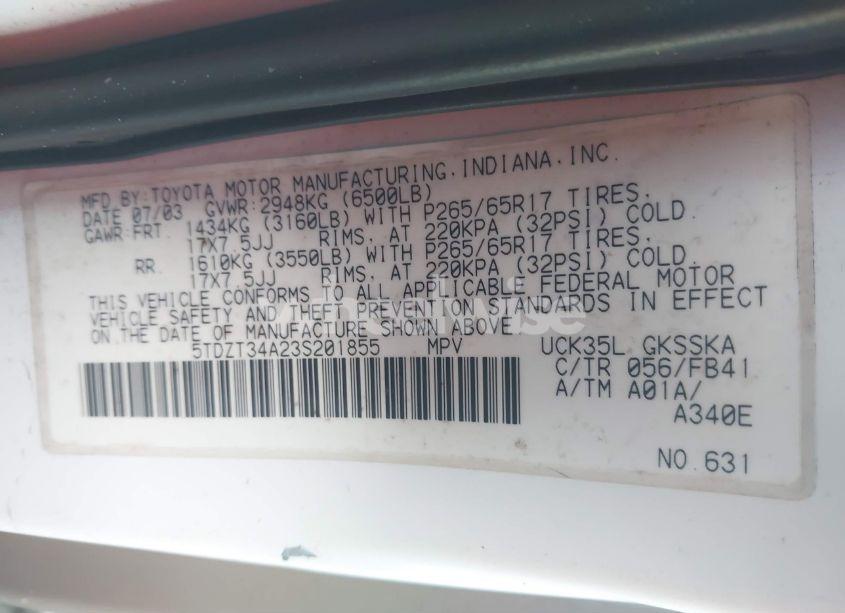 MFD BY:TOYOTA MOTOR MANUFACTURING,INDIANA,INC.
DATE 07/03 GVWR:2948KG (6500LB)
GAWR:FRT. 1434KG (3160LB) WITH P265/65R17 TIRES,
17X7.5JJ RIMS, AT 220KPA (32PSI) COLD.
RR. 1610KG (3550LB) WITH P265/65R17 TIRES,
17X7.5JJ RIMS, AT 220KPA (32PSI) COLD.
THIS VEHICLE CONFORMS TO ALL APPLICABLE FEDERAL MOTOR
VEHICLE SAFETY AND THEFT PREVENTION STANDARDS IN EFFECT
ON THE DATE OF MANUFACTURE SHOWN ABOVE.
5TDZT34A23S201855 MPV UCK35L GKSSKA
C/TR 056/FB41
A/TM A01A/
A340E
NO.631